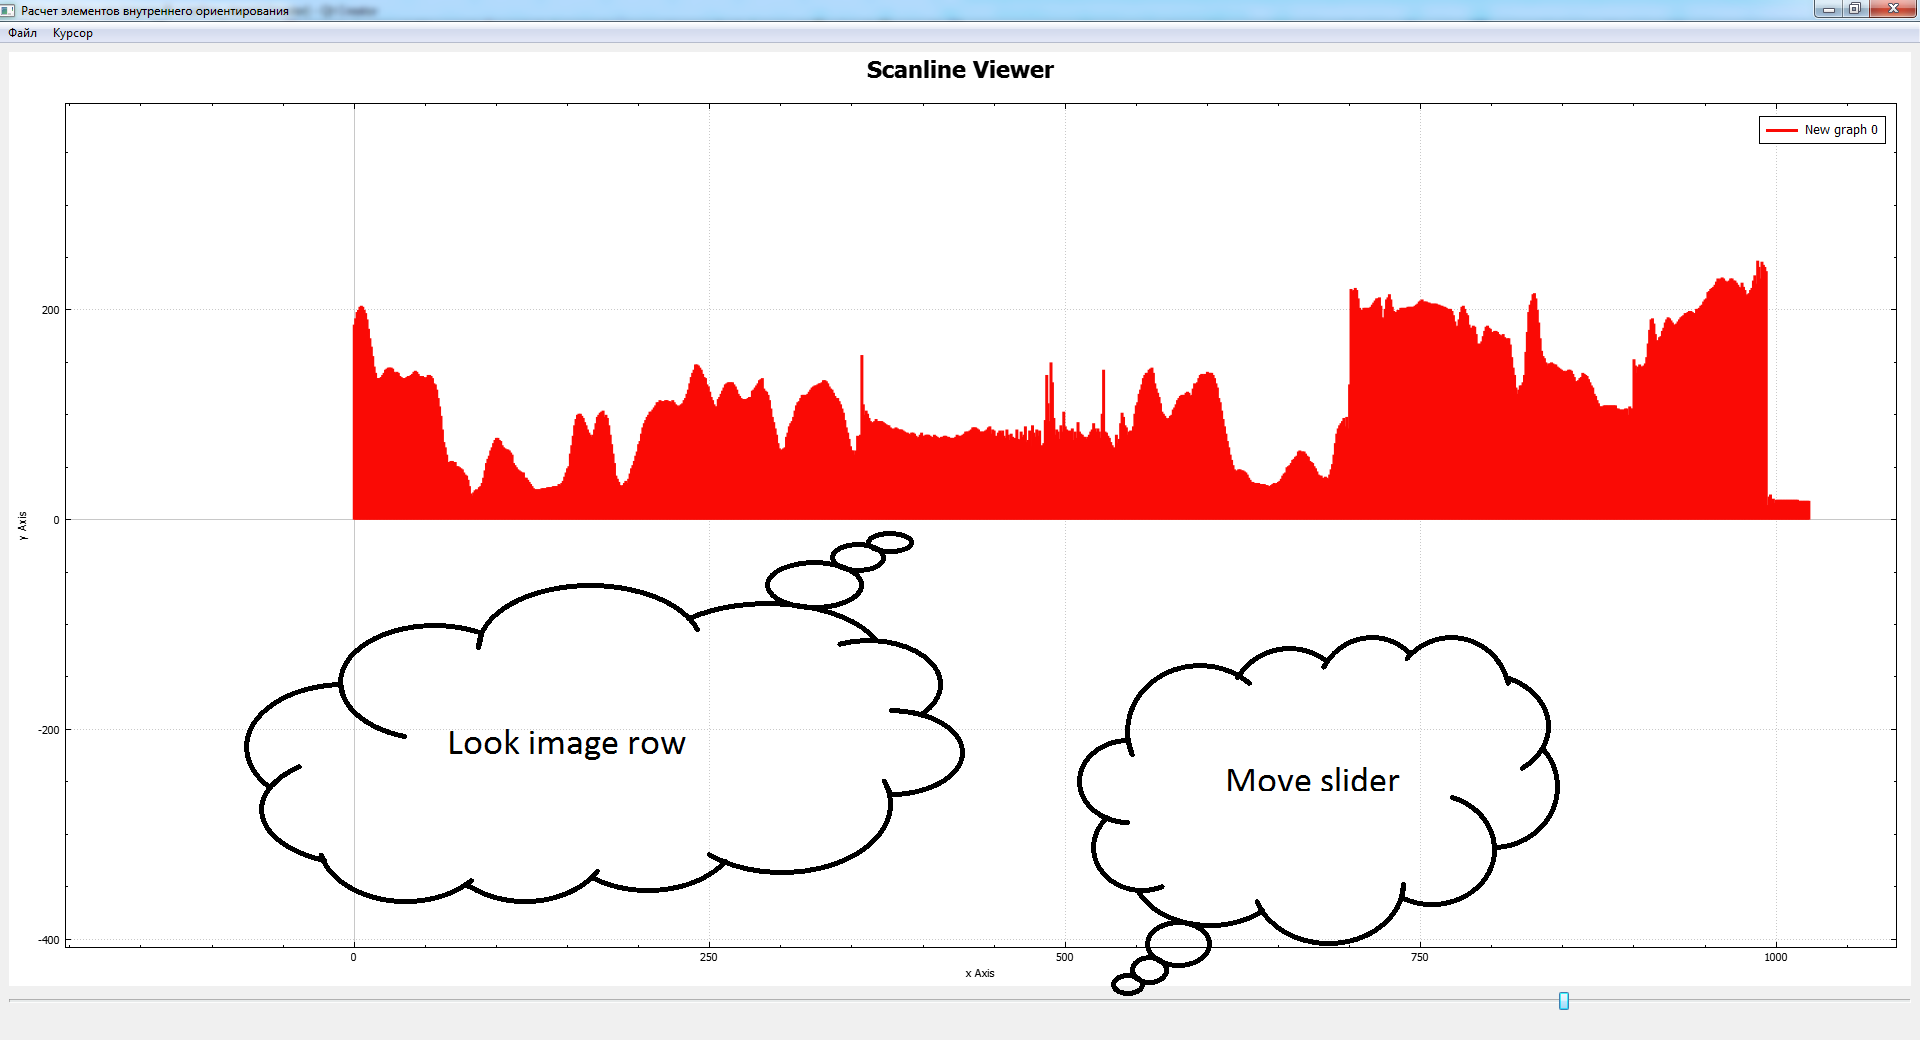 Расчет элементов внутреннего ориентирования
Файл Курсор
Scanline Viewer
New graph 0
200
0
-200
-400
y Axis
Look image row
Move slider
0 250 500 750 1000
x Axis